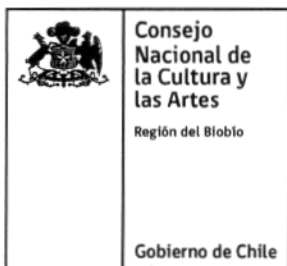 Consejo
Nacional de
la Cultura y
las Artes
Región del Biobío
Gobierno de Chile